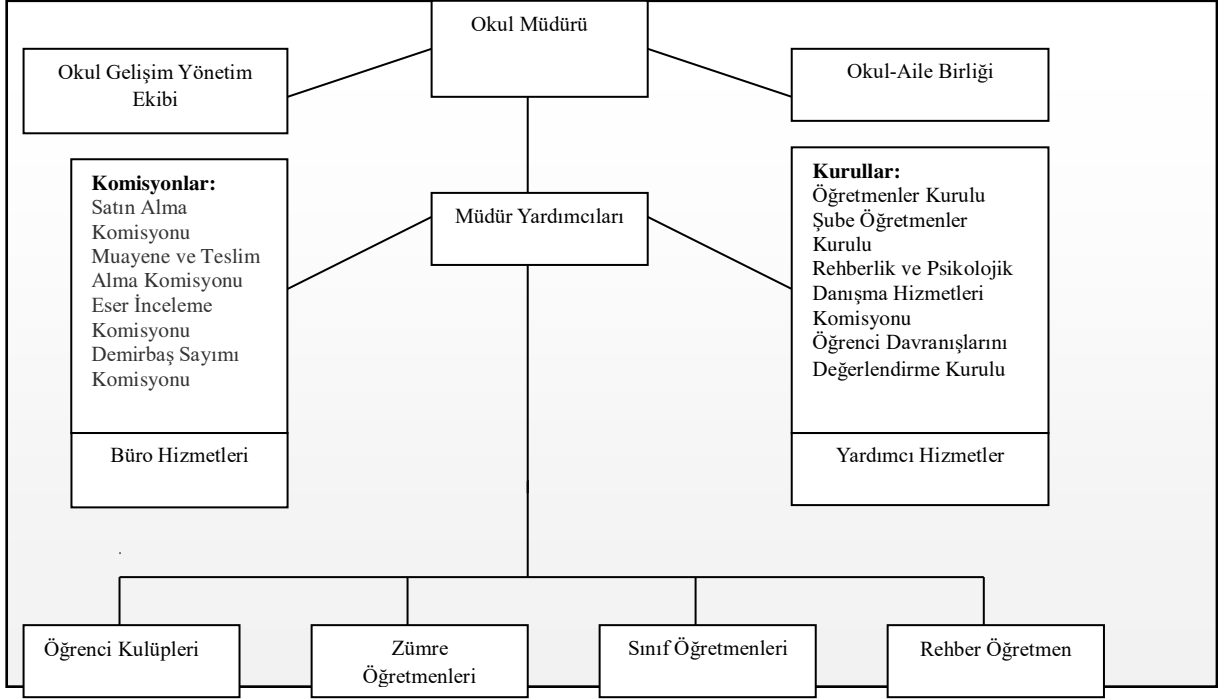 Okul Müdürü
Okul Gelişim Yönetim
Ekibi
Okul-Aile Birliği
Komisyonlar:
Satın Alma
Komisyonu
Muayene ve Teslim
Alma Komisyonu
Eser İnceleme
Komisyonu
Demirbaş Sayımı
Komisyonu
Müdür Yardımcıları
Kurullar:
Öğretmenler Kurulu
Şube Öğretmenler
Kurulu
Rehberlik ve Psikolojik
Danışma Hizmetleri
Komisyonu
Öğrenci Davranışlarını
Değerlendirme Kurulu
Büro Hizmetleri
Yardımcı Hizmetler
Öğrenci Kulüpleri
Zümre
Öğretmenleri
Sınıf Öğretmenleri
Rehber Öğretmen